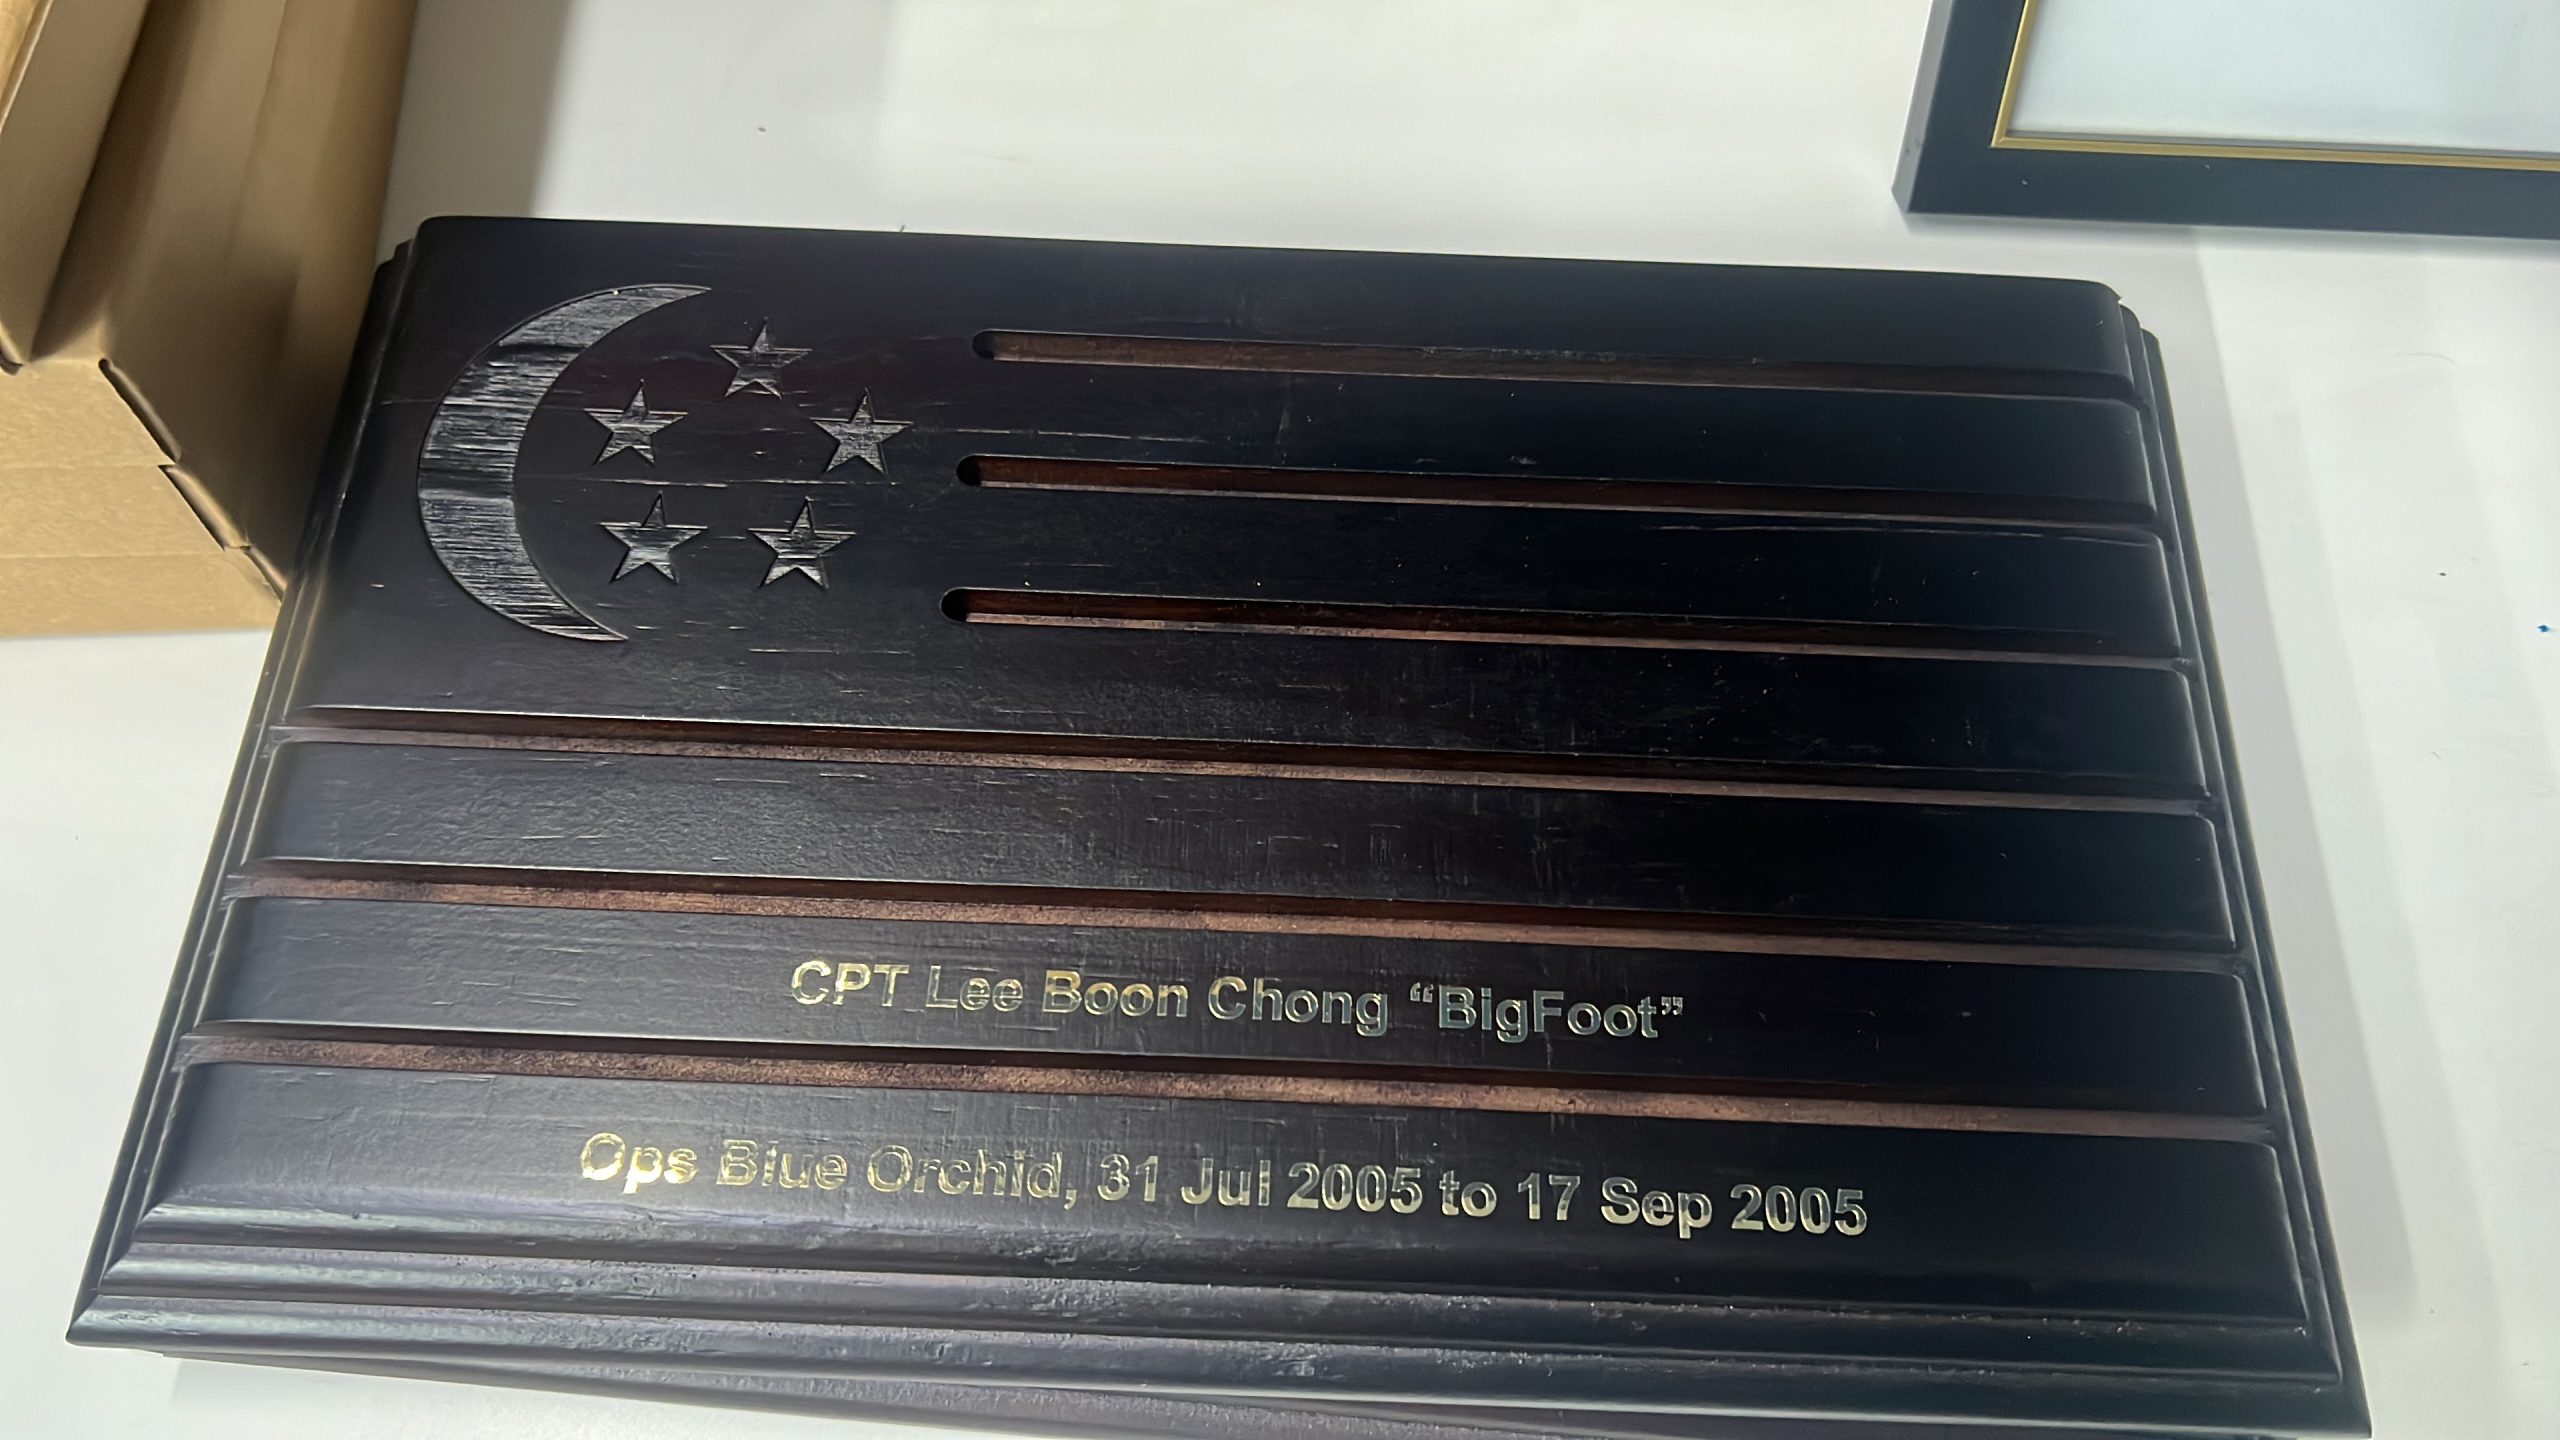 CPT Lee Boon Chong “BigFoot”
Ops Blue Orchid, 31 Jul 2005 to 17 Sep 2005